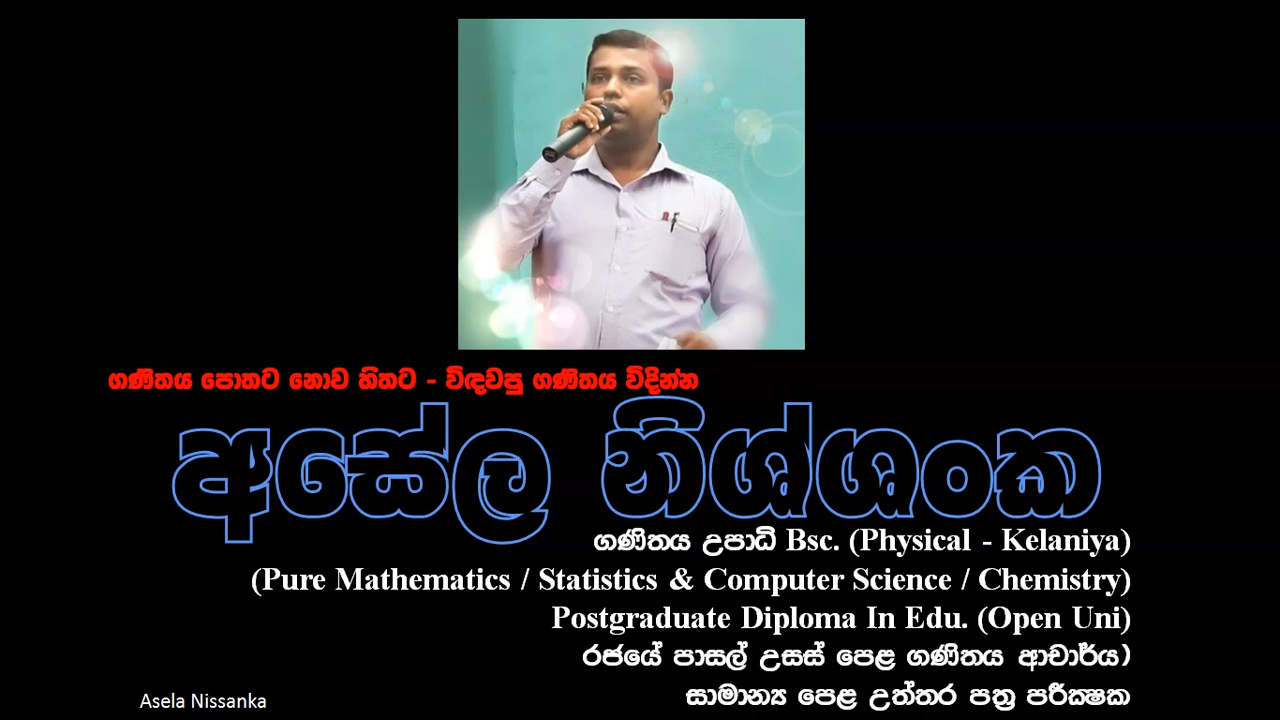 ගණිතය පොතට නොව හිතට - විඳවපු ගණිතය විදින්න
අසේල නිශ්ශංක
ගණිතය උපාධි Bsc. (Physical - Kelaniya)
(Pure Mathematics / Statistics & Computer Science / Chemistry)
Postgraduate Diploma In Edu. (Open Uni)
රජයේ පාසල් උසස් පෙළ ගණිතය ආචාර්ය)
සාමාන්‍ය පෙළ උත්තර පත්‍ර පරීක්ෂක
Asela Nissanka